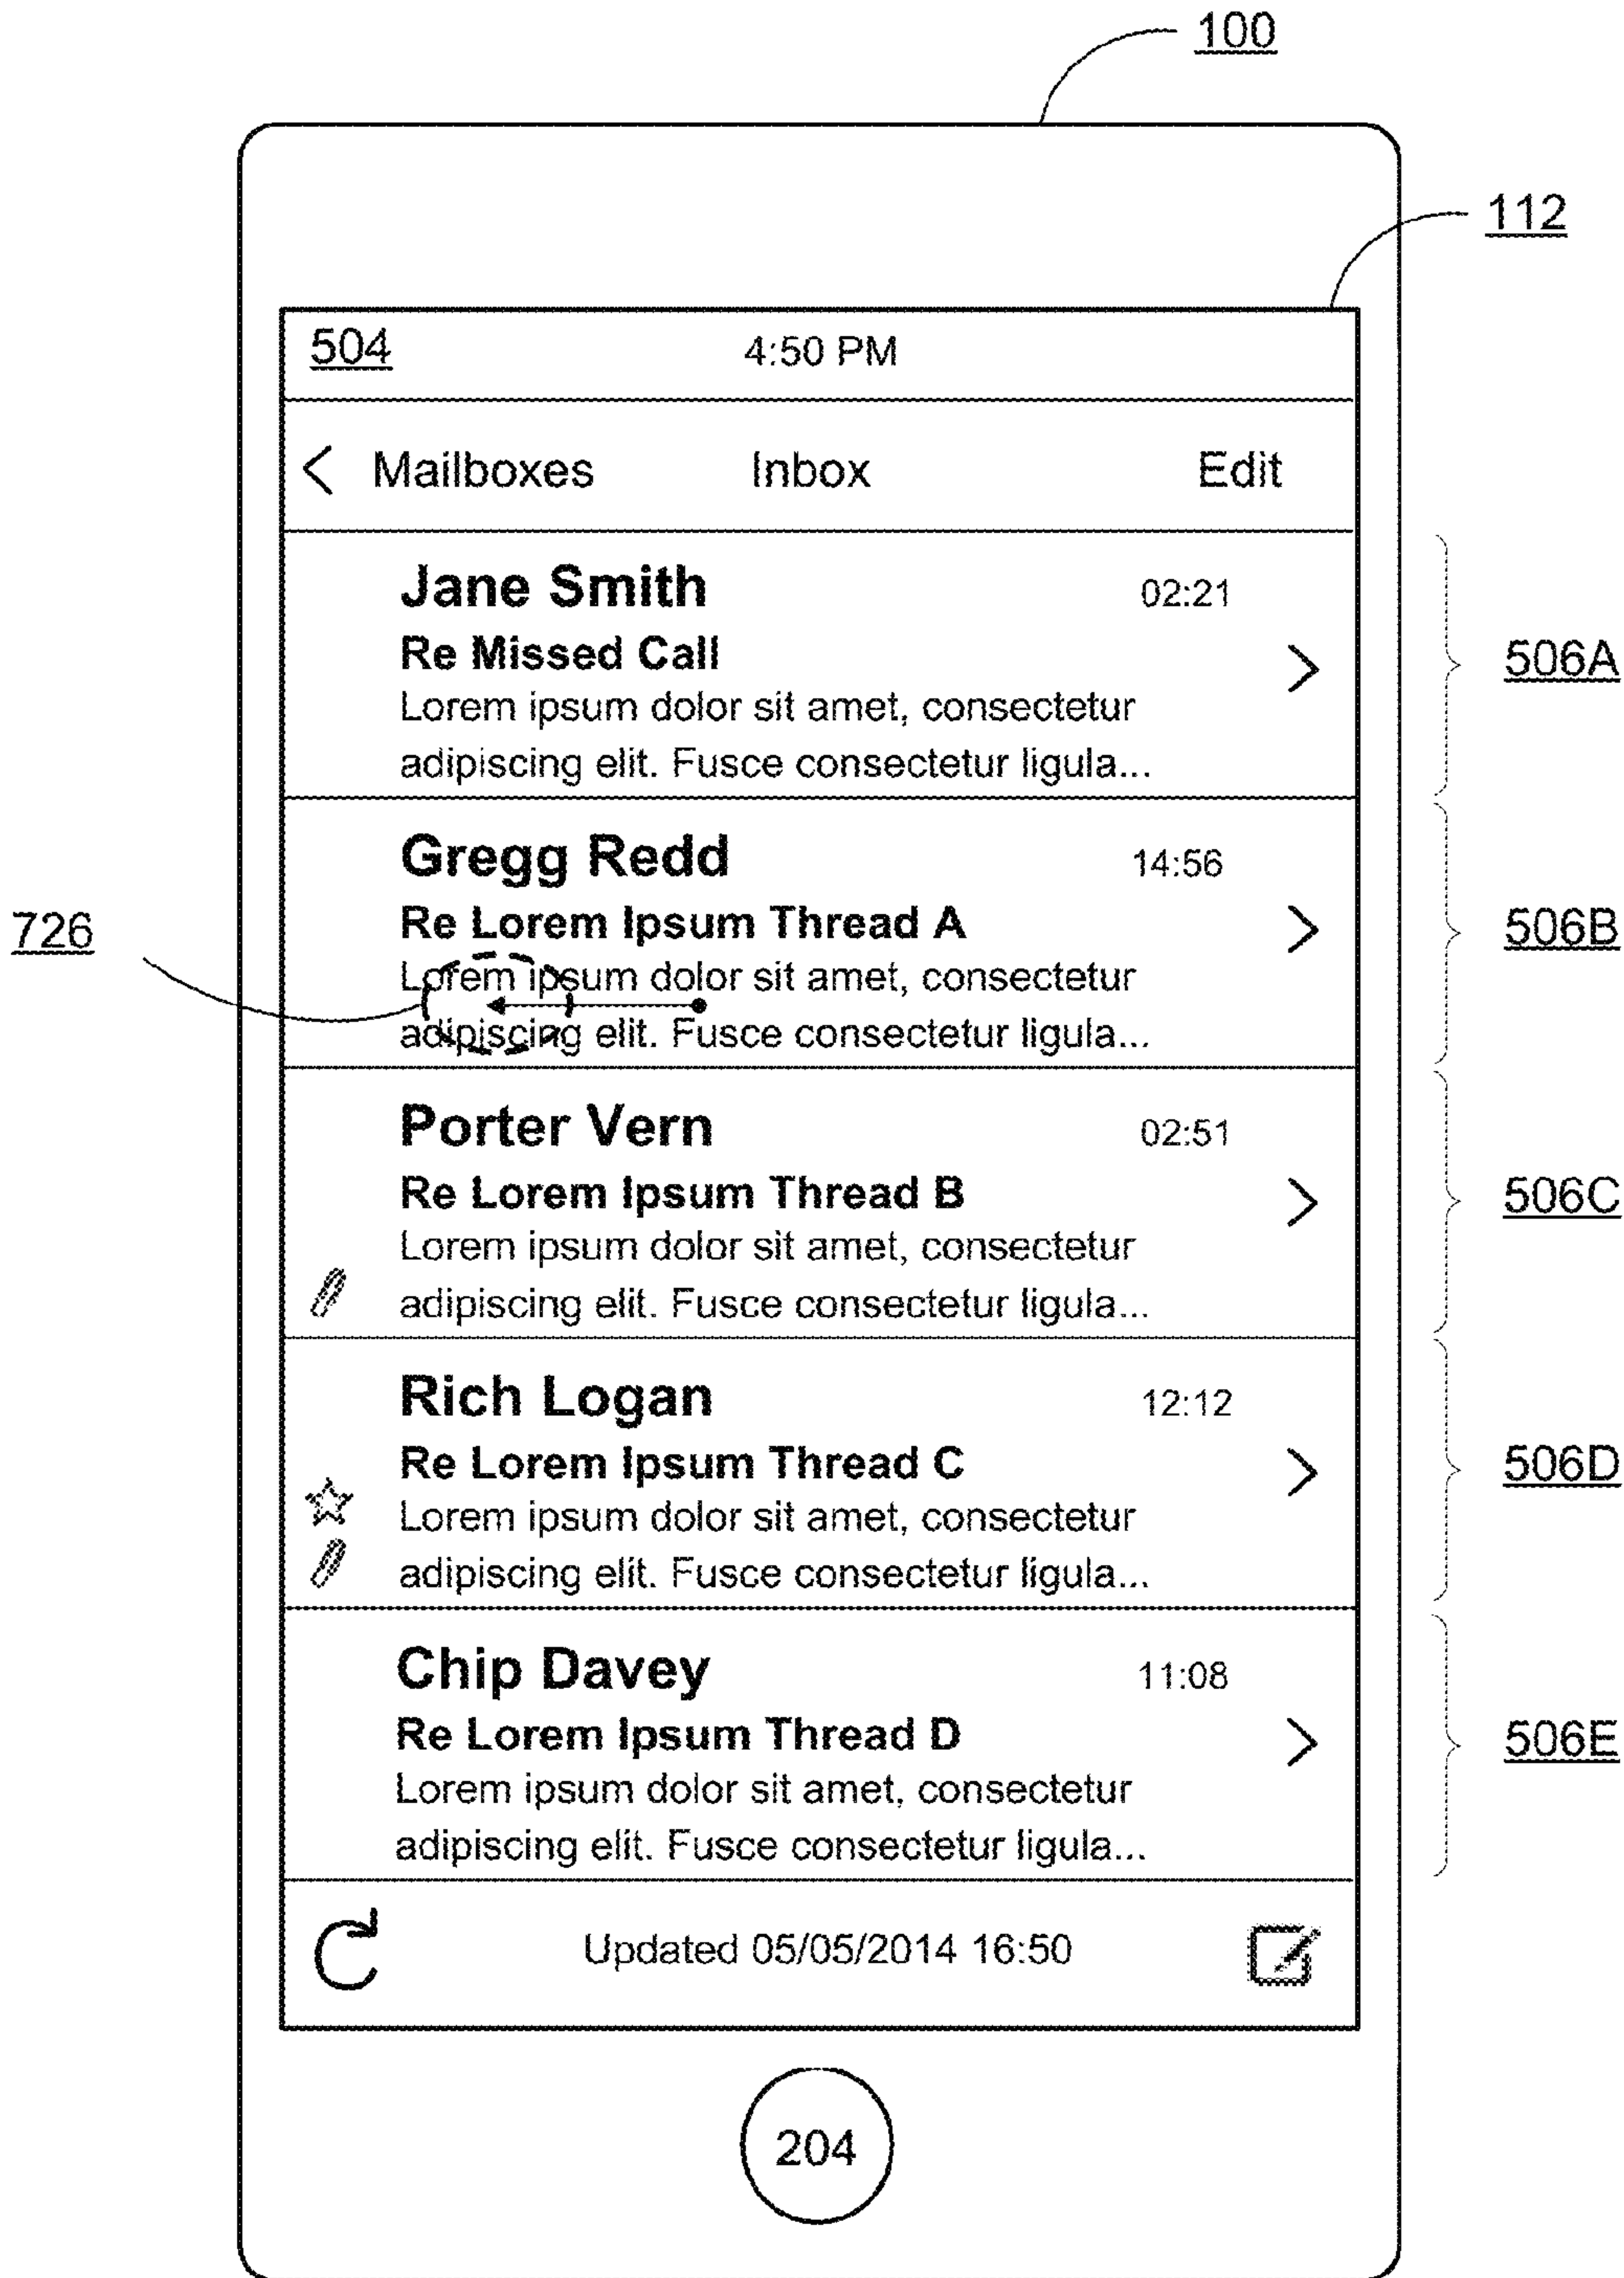 100
112
504 4:50 PM
< Mailboxes Inbox Edit
Jane Smith 02:21
Re Missed Call
506A
Lorem ipsum dolor sit amet, consectetur
adipiscing elit. Fusce consectetur ligula...
Gregg Redd 14:56
Re Lorem Ipsum Thread A
726
506B
Lorem ipsum dolor sit amet, consectetur
adipiscing elit. Fusce consectetur ligula...
Porter Vern 02:51
Re Lorem Ipsum Thread B
506C
Lorem ipsum dolor sit amet, consectetur
adipiscing elit. Fusce consectetur ligula...
Rich Logan 12:12
Re Lorem Ipsum Thread C
506D
Lorem ipsum dolor sit amet, consectetur
adipiscing elit. Fusce consectetur ligula...
Chip Davey 11:08
Re Lorem Ipsum Thread D
506E
Lorem ipsum dolor sit amet, consectetur
adipiscing elit. Fusce consectetur ligula...
Updated 05/05/2014 16:50
204